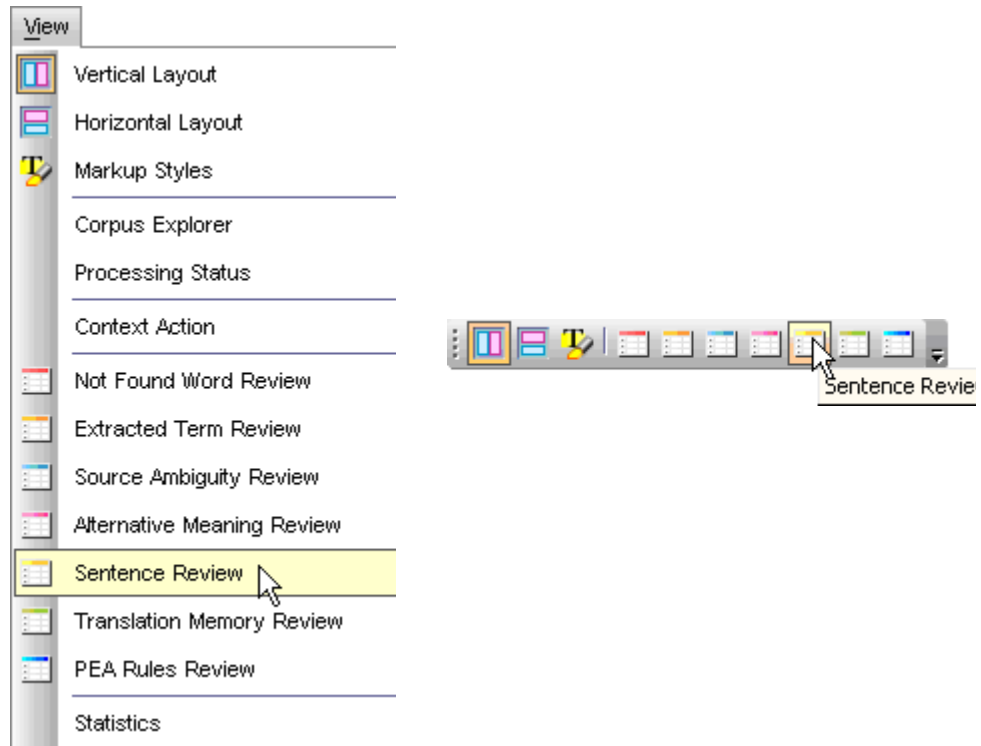 View
Vertical Layout
Horizontal Layout
Markup Styles
Corpus Explorer
Processing Status
Context Action
Not Found Word Review
Extracted Term Review
Source Ambiguity Review
Alternative Meaning Review
Sentence Review
Translation Memory Review
PEA Rules Review
Statistics
Sentence Revie